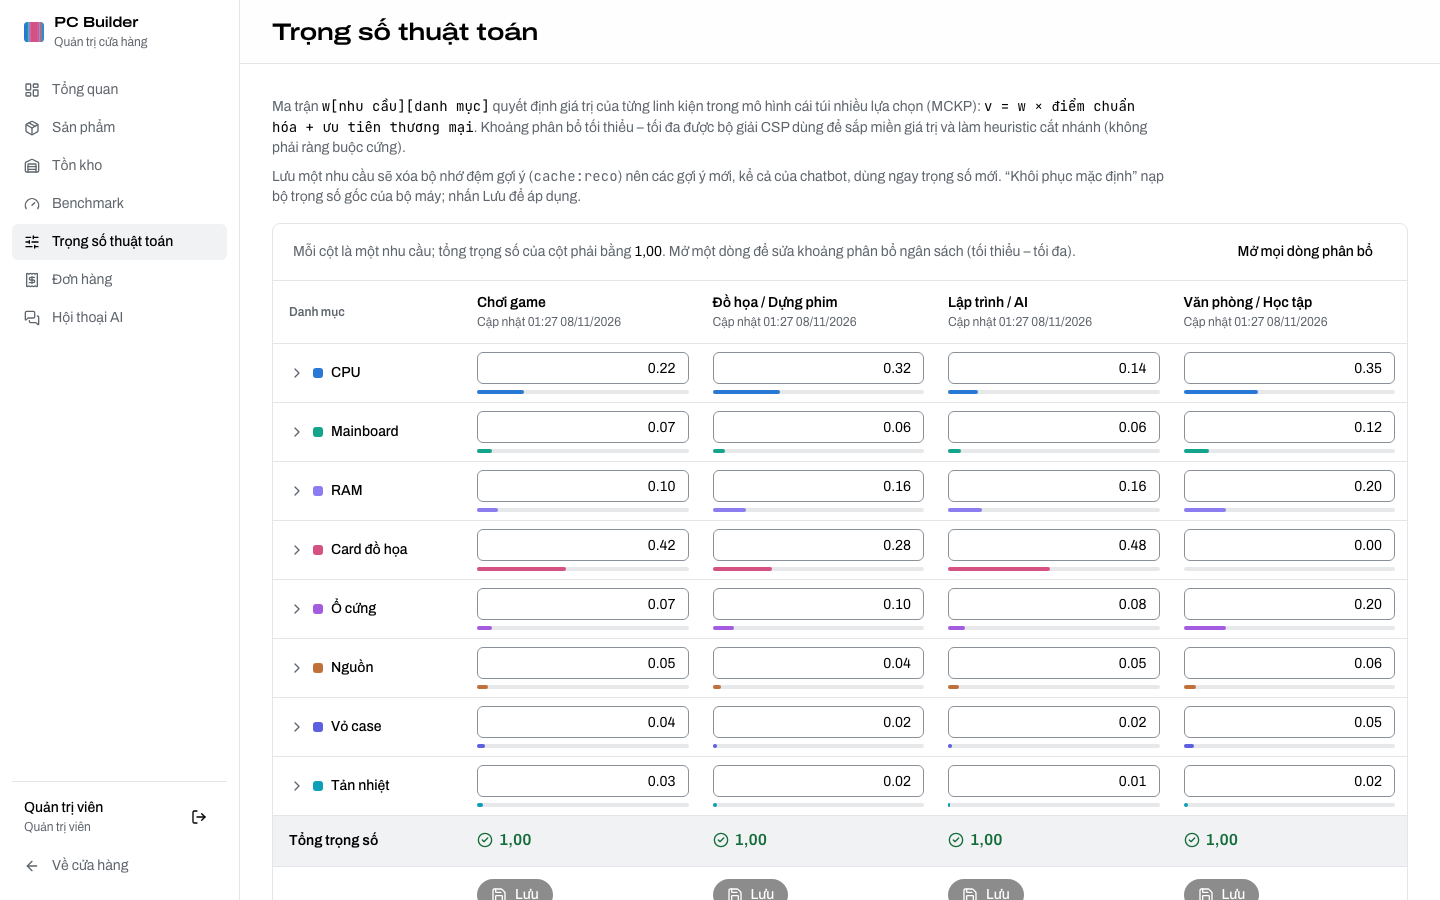 PC Builder
Quản trị cửa hàng
Tổng quan
Sản phẩm
Tồn kho
Benchmark
Trọng số thuật toán
Đơn hàng
Hội thoại AI
Quản trị viên
Quản trị viên
Về cửa hàng
Trọng số thuật toán
Ma trận w[nhu cầu][danh mục] quyết định giá trị của từng linh kiện trong mô hình cái túi nhiều lựa chọn (MCKP): v = w × điểm chuẩn
hóa + ưu tiên thương mại. Khoảng phân bổ tối thiểu – tối đa được bộ giải CSP dùng để sắp miền giá trị và làm heuristic cắt nhánh (không
phải ràng buộc cứng).
Lưu một nhu cầu sẽ xóa bộ nhớ đệm gợi ý (cache:reco) nên các gợi ý mới, kể cả của chatbot, dùng ngay trọng số mới. “Khôi phục mặc định” nạp
bộ trọng số gốc của bộ máy; nhấn Lưu để áp dụng.
Mỗi cột là một nhu cầu; tổng trọng số của cột phải bằng 1,00. Mở một dòng để sửa khoảng phân bổ ngân sách (tối thiểu – tối đa).
Mở mọi dòng phân bổ
Danh mục
Chơi game
Đồ họa / Dựng phim
Lập trình / AI
Văn phòng / Học tập
Cập nhật 01:27 08/11/2026
Cập nhật 01:27 08/11/2026
Cập nhật 01:27 08/11/2026
Cập nhật 01:27 08/11/2026
CPU 0.22 0.32 0.14 0.35
Mainboard 0.07 0.06 0.06 0.12
RAM 0.10 0.16 0.16 0.20
Card đồ họa 0.42 0.28 0.48 0.00
Ổ cứng 0.07 0.10 0.08 0.20
Nguồn 0.05 0.04 0.05 0.06
Vỏ case 0.04 0.02 0.02 0.05
Tản nhiệt 0.03 0.02 0.01 0.02
Tổng trọng số 1,00 1,00 1,00 1,00
Lưu Lưu Lưu Lưu